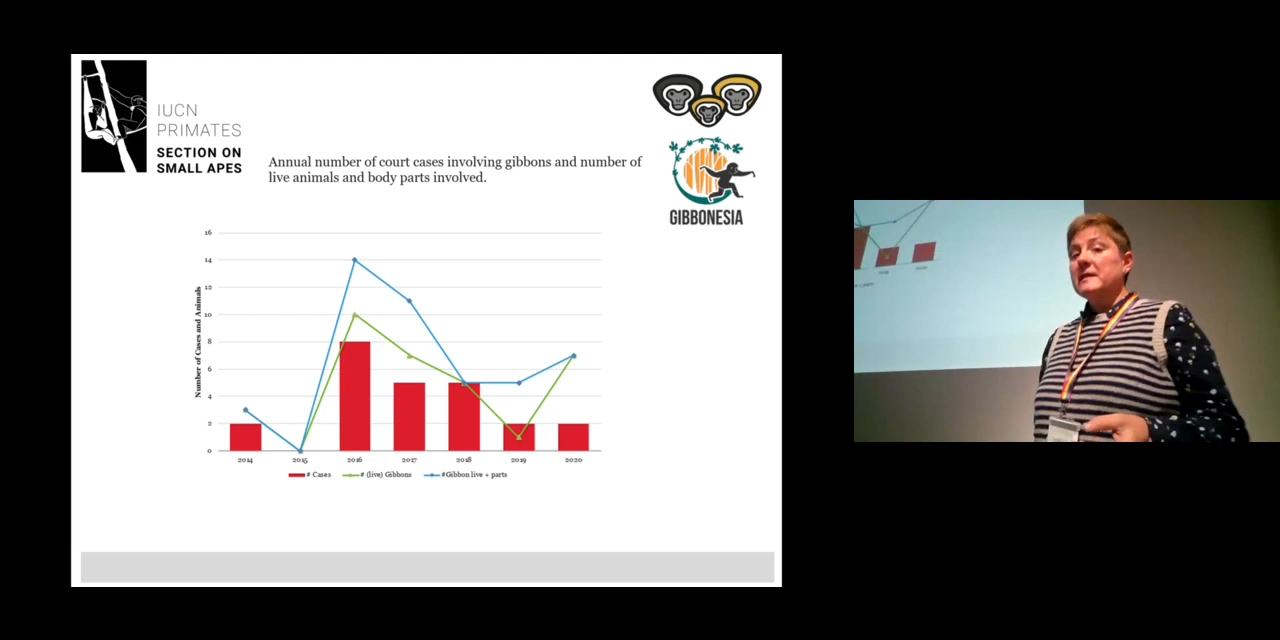 IUCN
PRIMATES
SECTION ON
SMALL APES
Annual number of court cases involving gibbons and number of
live animals and body parts involved.
GIBBONESIA
Number of Cases and Animals
16
14
12
10
8
6
4
2
0
2014 2015 2016 2017 2018 2019 2020
# Cases # (live) Gibbons #Gibbon live + parts